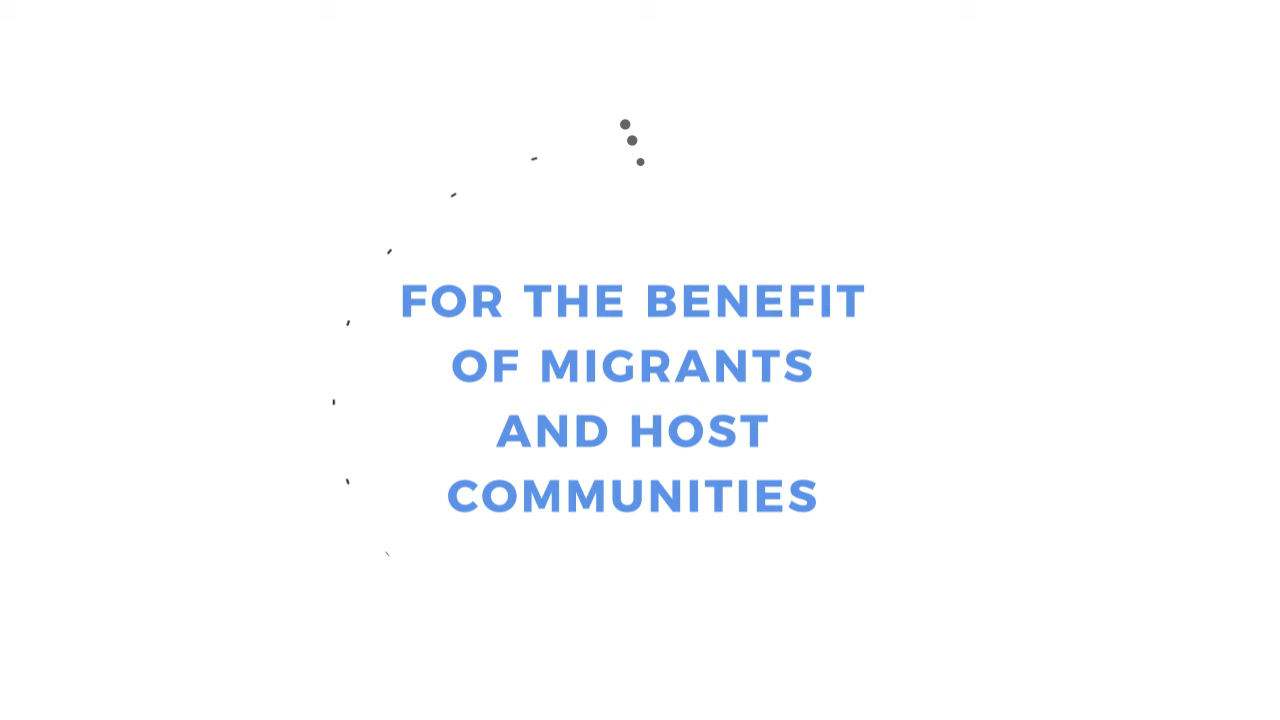 FOR THE BENEFIT
OF MIGRANTS
AND HOST
COMMUNITIES